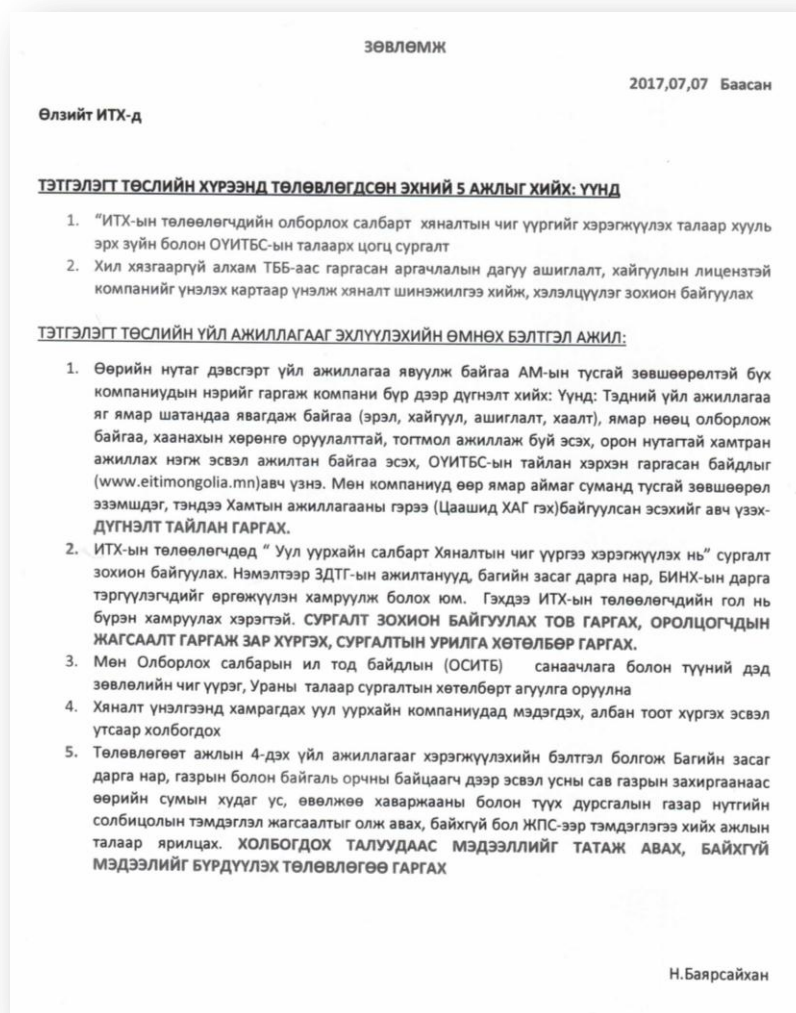 ЗӨВЛӨМЖ
2017,07,07 Баасан
Өлзийт ИТХ-д
ТЭТГЭЛЭГТ ТӨСЛИЙН ХҮРЭЭНД ТӨЛӨВЛӨГДСӨН ЭХНИЙ 5 АЖЛЫГ ХИЙХ: ҮҮНД
1. "ИТХ-ын төлөөлөгчдийн олборлох салбарт хяналтын чиг үүргийг хэрэгжүүлэх талаар хууль
эрх зүйн болон ОҮИТБС-ын талаарх цогц сургалт
2. Хил хязгааргүй алхам ТББ-аас гаргасан аргачлалын дагуу ашиглалт, хайгуулын лицензтэй
компанийг үнэлэх картаар үнэлж хяналт шинэжилгээ хийж, хэлэлцүүлэг зохион байгуулах
ТЭТГЭЛЭГТ ТӨСЛИЙН ҮЙЛ АЖИЛЛАГААГ ЭХЛҮҮЛЭХИЙН ӨМНӨХ БЭЛТГЭЛ АЖИЛ:
1. Өөрийн нутаг дэвсгэрт үйл ажиллагаа явуулж байгаа АМ-ын тусгай зөвшөөрөлтэй бүх
компаниудын нэрийг гаргаж компани бүр дээр дүгнэлт хийх: Үүнд: Тэдний үйл ажиллагаа
яг ямар шатандаа явагдаж байгаа (эрэл, хайгуул, ашиглалт, хаалт), ямар нөөц олборлож
байгаа, хаанахын хөрөнгө оруулалттай, тогтмол ажиллаж буй эсэх, орон нутагтай хамтран
ажиллах нэгж эсвэл ажилтан байгаа эсэх, ОҮИТБС-ын тайлан хэрхэн гаргасан байдлыг
(www.eitimongolia.mn)авч үзнэ. Мөн компаниуд өөр ямар аймаг суманд тусгай зөвшөөрөл
эзэмшдэг, тэндээ Хамтын ажиллагааны гэрээ (Цаашид ХАГ гэх)байгуулсан эсэхийг авч үзэх-
ДҮГНЭЛТ ТАЙЛАН ГАРГАХ.
2. ИТХ-ын төлөөлөгчдөд " Уул уурхайн салбарт Хяналтын чиг үүргээ хэрэгжүүлэх нь" сургалт
зохион байгуулах. Нэмэлтээр ЗДТГ-ын ажилтанууд, багийн засаг дарга нар, БИНХ-ын дарга
тэргүүлэгчдийг өргөжүүлэн хамруулж болох юм. Гэхдээ ИТХ-ын төлөөлөгчдийн гол нь
бүрэн хамруулах хэрэгтэй. СУРГАЛТ ЗОХИОН БАЙГУУЛАХ ТОВ ГАРГАХ, ОРОЛЦОГЧДЫН
ЖАГСААЛТ ГАРГАЖ ЗАР ХҮРГЭХ, СУРГАЛТЫН УРИЛГА ХӨТӨЛБӨР ГАРГАХ.
3. Мөн Олборлох салбарын ил тод байдлын (ОСИТБ) санаачлага болон түүний дэд
зөвлөлийн чиг үүрэг, Ураны талаар сургалтын хөтөлбөрт агуулга оруулна
4. Хяналт үнэлгээнд хамрагдах уул уурхайн компаниудад мэдэгдэх, албан тоот хүргэх эсвэл
утсаар холбогдох
5. Төлөвлөгөөт ажлын 4-дэх үйл ажиллагааг хэрэгжүүлэхийн бэлтгэл болгож Багийн засаг
дарга нар, газрын болон байгаль орчны байцаагч дээр эсвэл усны сав газрын захиргаанаас
өөрийн сумын худаг ус, өвөлжөө хаваржааны болон түүх дурсгалын газар нутгийн
солбицолын тэмдэглэл жагсаалтыг олж авах, байхгүй бол ЖПС-ээр тэмдэглэгээ хийх ажлын
талаар ярилцах. ХОЛБОГДОХ ТАЛУУДААС МЭДЭЭЛЛИЙГ ТАТАЖ АВАХ, БАЙХГҮЙ
МЭДЭЭЛИЙГ БҮРДҮҮЛЭХ ТӨЛӨВЛӨГӨӨ ГАРГАХ
Н.Баярсайхан